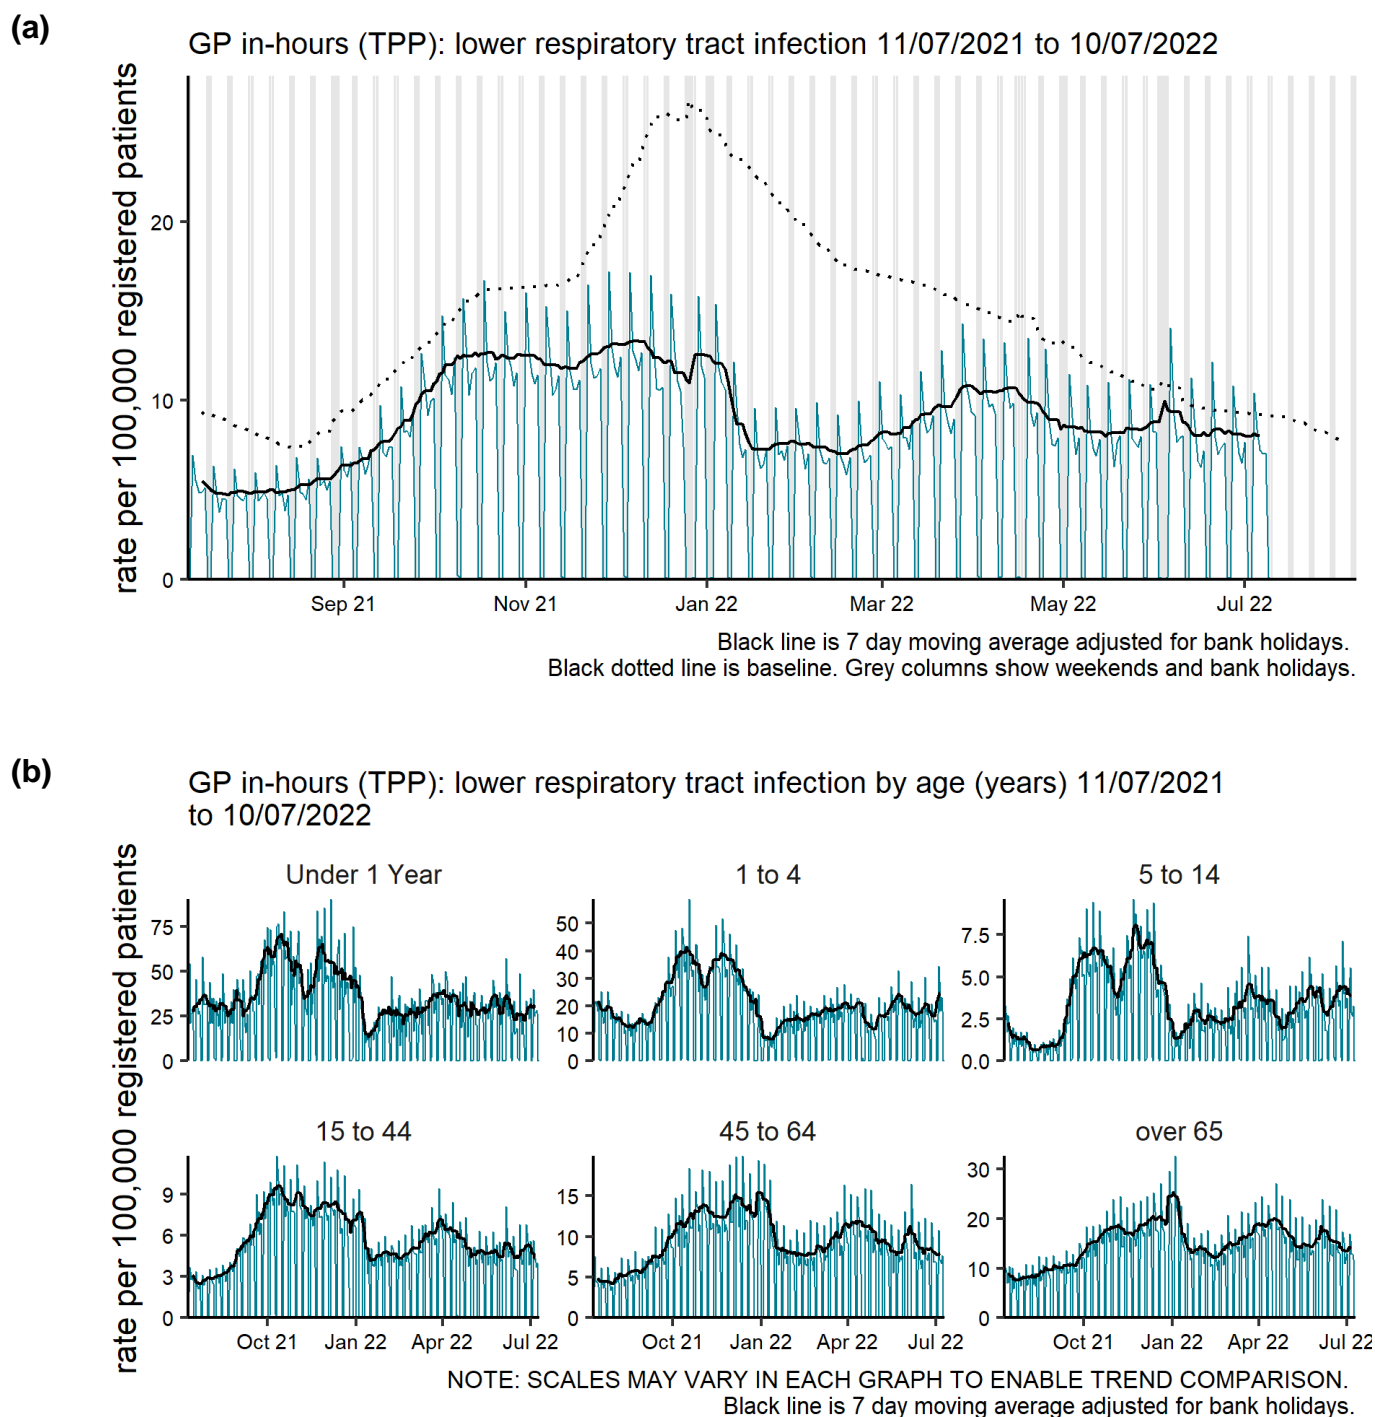 (a)
GP in-hours (TPP): lower respiratory tract infection 11/07/2021 to 10/07/2022
rate per 100,000 registered patients
20
10
0
Sep 21 Nov 21 Jan 22 Mar 22 May 22 Jul 22
Black line is 7 day moving average adjusted for bank holidays.
Black dotted line is baseline. Grey columns show weekends and bank holidays.
(b)
GP in-hours (TPP): lower respiratory tract infection by age (years) 11/07/2021
to 10/07/2022
rate per 100,000 registered patients
Under 1 Year
75
50
25
0
1 to 4
50
40
30
20
10
0
5 to 14
7.5
5.0
2.5
0.0
15 to 44
9
6
3
0
Oct 21 Jan 22 Apr 22 Jul 22
45 to 64
15
10
5
0
Oct 21 Jan 22 Apr 22 Jul 22
over 65
30
20
10
0
Oct 21 Jan 22 Apr 22 Jul 22
NOTE: SCALES MAY VARY IN EACH GRAPH TO ENABLE TREND COMPARISON.
Black line is 7 day moving average adjusted for bank holidays.